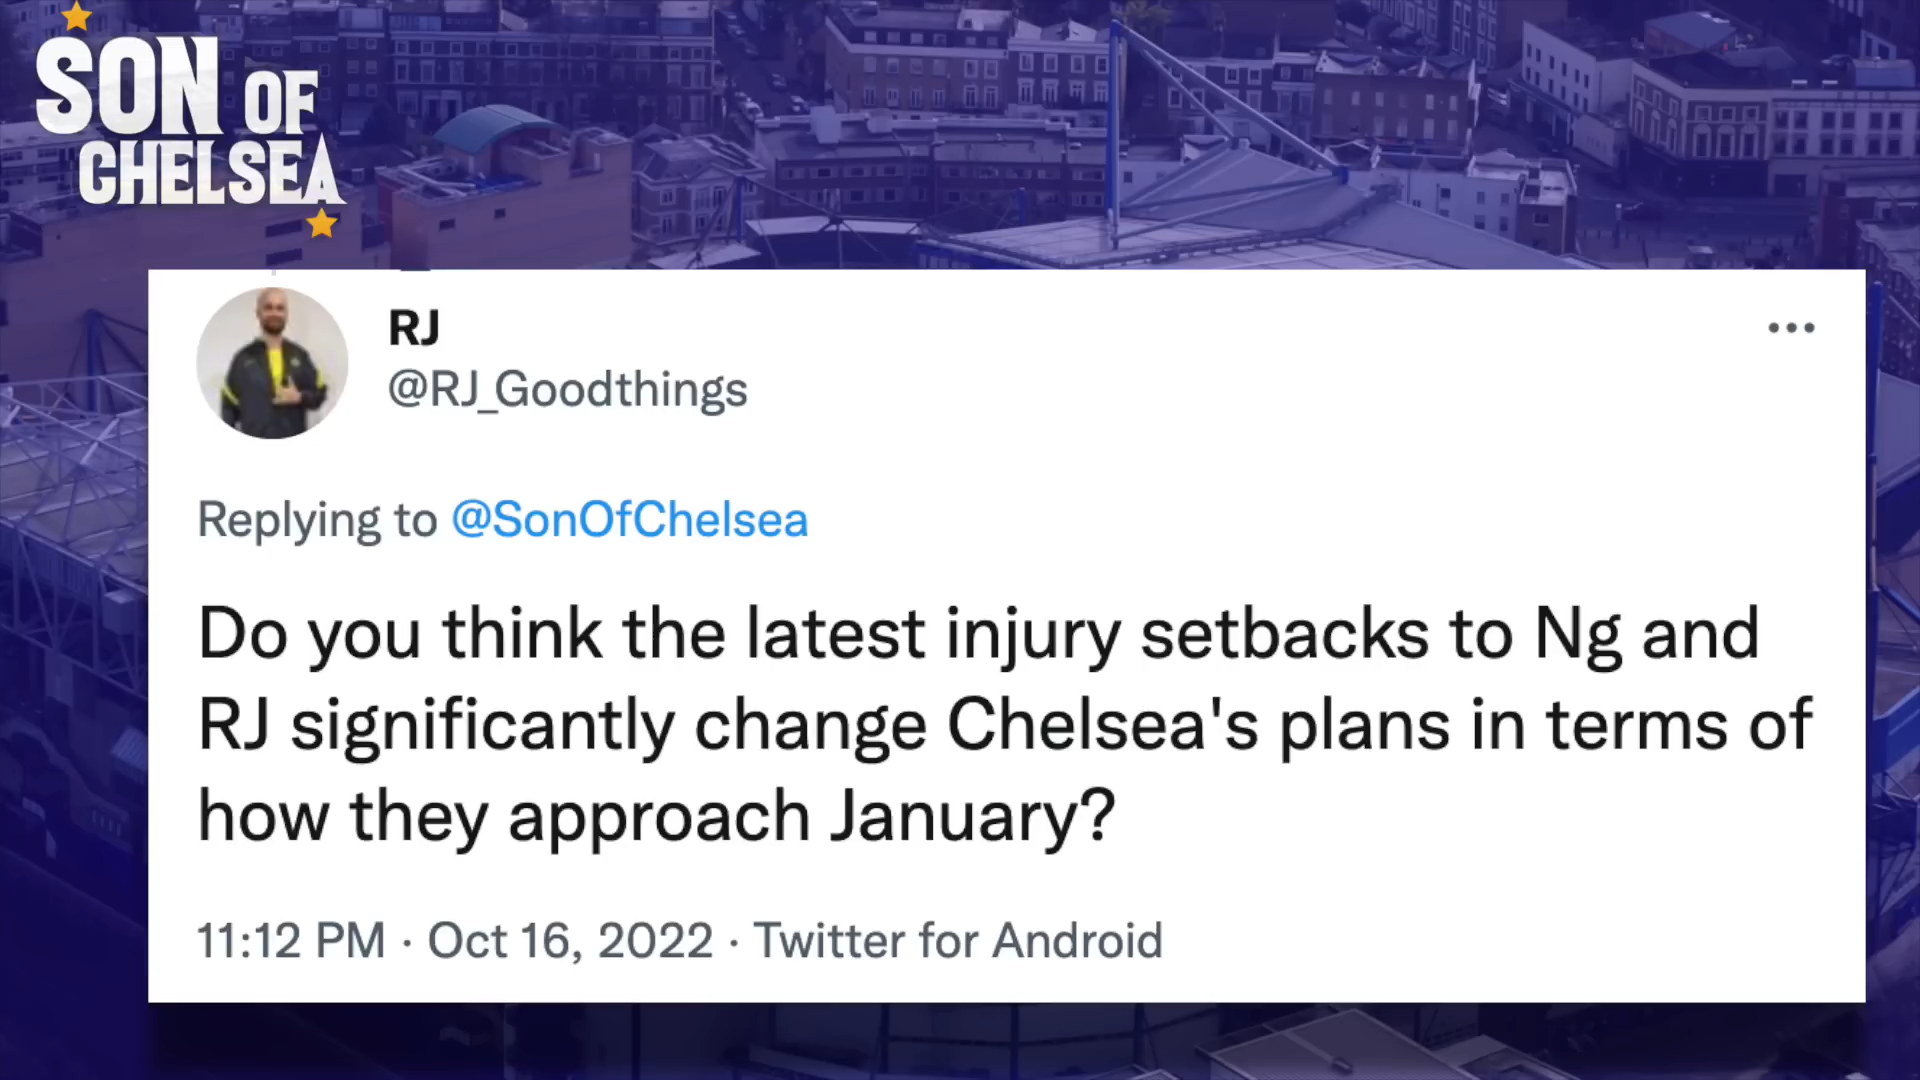 SON OF
CHELSEA
RJ
@RJ_Goodthings
Replying to @SonOfChelsea
Do you think the latest injury setbacks to Ng and
RJ significantly change Chelsea's plans in terms of
how they approach January?
11:12 PM · Oct 16, 2022 · Twitter for Android